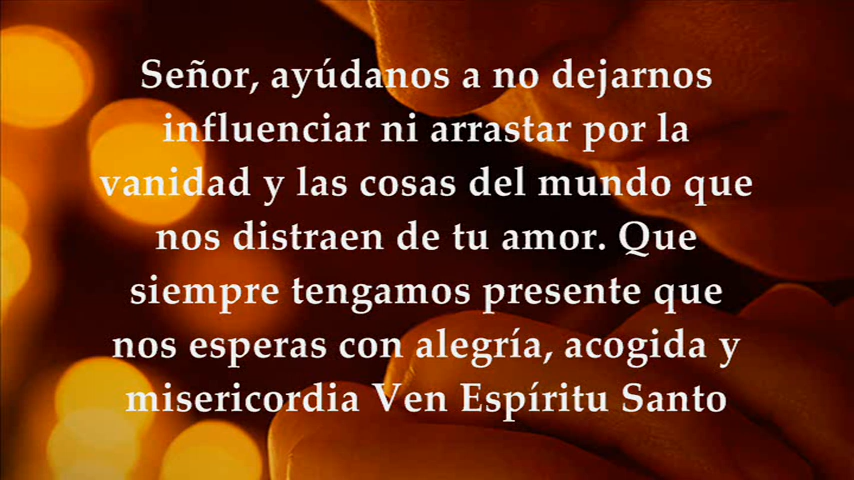 Señor, ayúdanos a no dejarnos
influenciar ni arrastar por la
vanidad y las cosas del mundo que
nos distraen de tu amor. Que
siempre tengamos presente que
nos esperas con alegría, acogida y
misericordia Ven Espíritu Santo